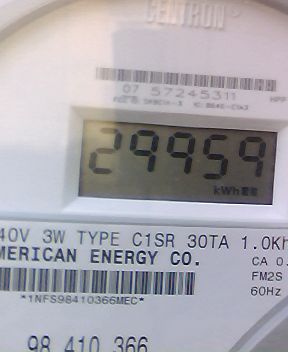 CENTRON®
07 57245311
29959
kWh
40V 3W TYPE C1SR 30TA 1.0Kh
MERICAN ENERGY CO. CA 0.
FM2S
*1NFS98410366MEC* 60Hz
98 410 366